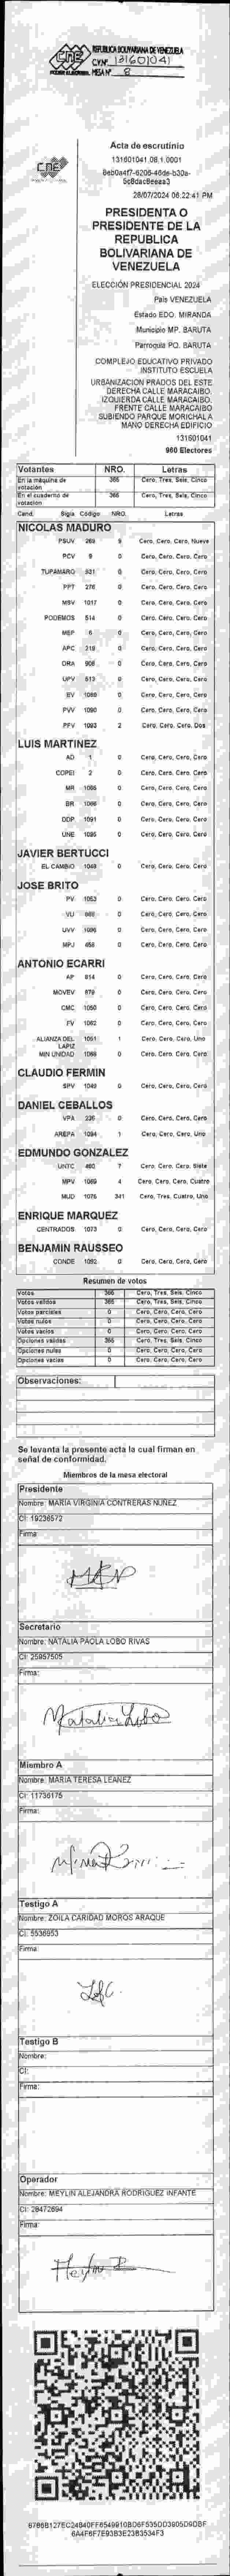 CNE
PODER ELECTORAL
REPUBLICA BOLIVARIANA DE VENEZUELA
CVNº 131601041
MESA Nº 8
CNE
Acta de escrutinio
131601041.08.1.0001
28/07/2024 06:22:41 PM
PRESIDENTA O
PRESIDENTE DE LA
REPUBLICA
BOLIVARIANA DE
VENEZUELA
ELECCIÓN PRESIDENCIAL 2024
País VENEZUELA
Estado EDO. MIRANDA
Municipio MP. BARUTA
Parroquia PQ. BARUTA
COMPLEJO EDUCATIVO PRIVADO
INSTITUTO ESCUELA
URBANIZACIÓN PRADOS DEL ESTE.
DERECHA CALLE MARACAIBO.
IZQUIERDA CALLE MARACAIBO.
FRENTE CALLE MARACAIBO
SUBIENDO PARQUE MORICHAL A
MANO DERECHA EDIFICIO
131601041
960 Electores
Votantes NRO. Letras
En la máquina de votación 365 Cero, Tres, Seis, Cinco
En el cuaderno de votación 365 Cero, Tres, Seis, Cinco
Cand. Sigla Código NRO. Letras
NICOLAS MADURO
PSUV 269 9 Cero, Cero, Cero, Nueve
PCV 9 0 Cero, Cero, Cero, Cero
TUPAMARO 521 0 Cero, Cero, Cero, Cero
PPT 276 0 Cero, Cero, Cero, Cero
MSV 1017 0 Cero, Cero, Cero, Cero
PODEMOS 514 0 Cero, Cero, Cero, Cero
MEP 6 0 Cero, Cero, Cero, Cero
APC 218 0 Cero, Cero, Cero, Cero
ORA 908 0 Cero, Cero, Cero, Cero
UPV 513 0 Cero, Cero, Cero, Cero
EV 1080 0 Cero, Cero, Cero, Cero
PVV 1090 0 Cero, Cero, Cero, Cero
PFV 1093 2 Cero, Cero, Cero, Dos
LUIS MARTINEZ
AD 1 0 Cero, Cero, Cero, Cero
COPEI 2 0 Cero, Cero, Cero, Cero
MR 1065 0 Cero, Cero, Cero, Cero
BR 1066 0 Cero, Cero, Cero, Cero
DDP 1091 0 Cero, Cero, Cero, Cero
UNE 1095 0 Cero, Cero, Cero, Cero
JAVIER BERTUCCI
EL CAMBIO 1048 0 Cero, Cero, Cero, Cero
JOSE BRITO
PV 1053 0 Cero, Cero, Cero, Cero
VU 0 Cero, Cero, Cero, Cero
UVV 1096 0 Cero, Cero, Cero, Cero
MPJ 456 0 Cero, Cero, Cero, Cero
ANTONIO ECARRI
AP 814 0 Cero, Cero, Cero, Cero
MOVEV 879 0 Cero, Cero, Cero, Cero
CMC 1050 0 Cero, Cero, Cero, Cero
FV 1062 0 Cero, Cero, Cero, Cero
ALIANZA DEL LAPIZ 1051 1 Cero, Cero, Cero, Uno
MIN UNIDAD 1069 0 Cero, Cero, Cero, Cero
CLAUDIO FERMIN
SPV 1049 0 Cero, Cero, Cero, Cero
DANIEL CEBALLOS
VPA 236 0 Cero, Cero, Cero, Cero
AREPA 1094 1 Cero, Cero, Cero, Uno
EDMUNDO GONZALEZ
UNTC 460 7 Cero, Cero, Cero, Siete
MPV 1069 4 Cero, Cero, Cero, Cuatro
MUD 1076 341 Cero, Tres, Cuatro, Uno
ENRIQUE MARQUEZ
CENTRADOS 1073 0 Cero, Cero, Cero, Cero
BENJAMIN RAUSSEO
CONDE 1092 0 Cero, Cero, Cero, Cero
Resumen de votos
Votos 365 Cero, Tres, Seis, Cinco
Votos válidos 365 Cero, Tres, Seis, Cinco
Votos parciales 0 Cero, Cero, Cero, Cero
Votos nulos 0 Cero, Cero, Cero, Cero
Votos vacíos 0 Cero, Cero, Cero, Cero
Opciones válidas 365 Cero, Tres, Seis, Cinco
Opciones nulas 0 Cero, Cero, Cero, Cero
Opciones vacías 0 Cero, Cero, Cero, Cero
Observaciones:
Se levanta la presente acta la cual firman en
señal de conformidad.
Miembros de la mesa electoral
Presidente
Nombre: MARIA VIRGINIA CONTRERAS NUÑEZ
CI: 19236572
Firma:
Secretario
Nombre: NATALIA PAOLA LOBO RIVAS
CI: 25957505
Firma:
Natalia Lobo
Miembro A
Nombre: MARIA TERESA LEANEZ
CI: 11736175
Firma:
Testigo A
Nombre: ZOILA CARIDAD MOROS ARAQUE
CI: 5536953
Firma:
Testigo B
Nombre:
CI:
Firma:
Operador
Nombre: MEYLIN ALEJANDRA RODRIGUEZ INFANTE
CI: 28472694
Firma: